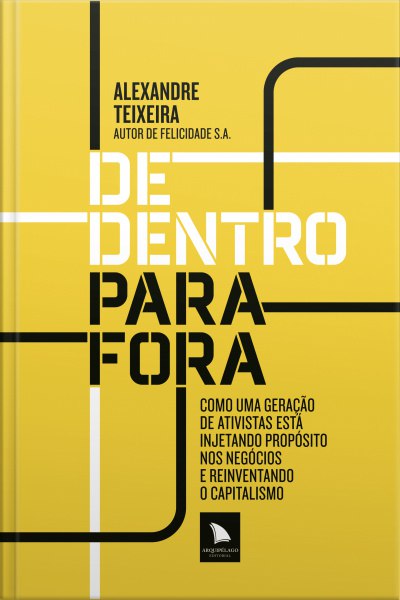 ALEXANDRE
TEIXEIRA
AUTOR DE FELICIDADE S.A.
DE
DENTRO
PARA
FORA
COMO UMA GERAÇÃO
DE ATIVISTAS ESTÁ
INJETANDO PROPÓSITO
NOS NEGÓCIOS
E REINVENTANDO
O CAPITALISMO
ARQUIPÉLAGO
EDITORIAL